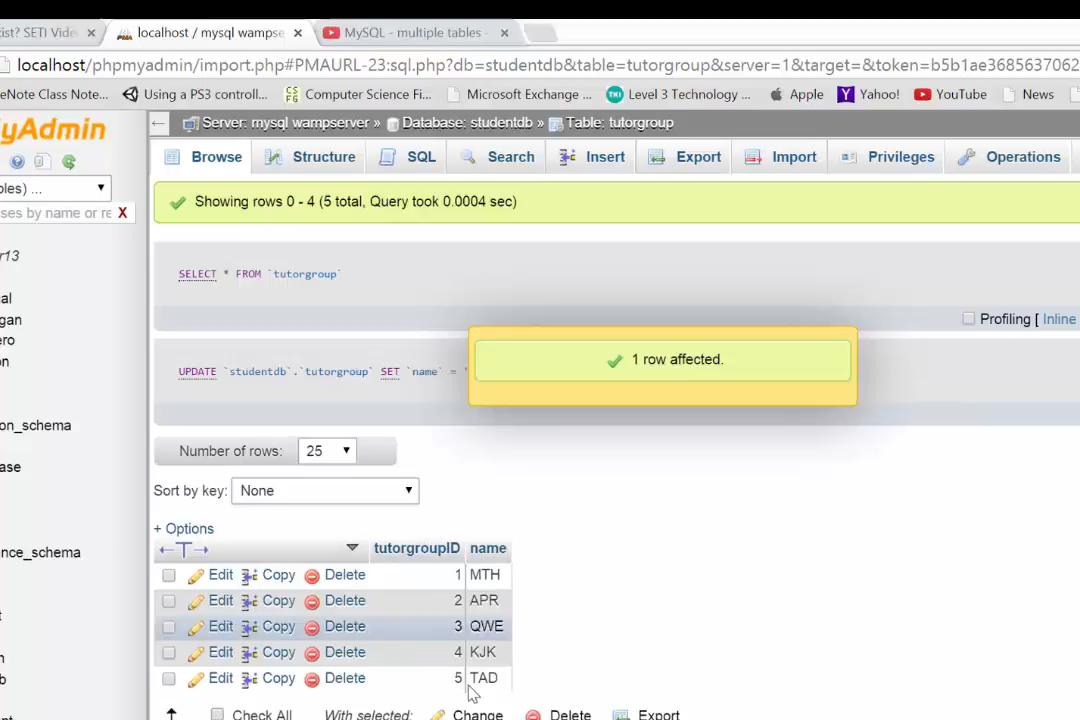 tist? SETI Vide
localhost / mysql wampse
MySQL - multiple tables -
localhost/phpmyadmin/import.php#PMAURL-23:sql.php?db=studentdb&table=tutorgroup&server=1&target=&token=b5b1ae3685637062
eNote Class Note...
Using a PS3 controll...
Computer Science Fi...
Microsoft Exchange ...
Level 3 Technology ...
Apple
Yahoo!
YouTube
News
yAdmin
Server: mysql wampserver » Database: studentdb » Table: tutorgroup
Browse
Structure
SQL
Search
Insert
Export
Import
Privileges
Operations
bles) ...
ses by name or re X
r13
al
gan
ero
on
on_schema
ase
nce_schema
t
n
b
Showing rows 0 - 4 (5 total, Query took 0.0004 sec)
SELECT * FROM `tutorgroup`
Profiling [ Inline
UPDATE `studentdb`.`tutorgroup` SET `name` = '
1 row affected.
Number of rows: 25
Sort by key: None
+ Options
tutorgroupID name
Edit Copy Delete 1 MTH
Edit Copy Delete 2 APR
Edit Copy Delete 3 QWE
Edit Copy Delete 4 KJK
Edit Copy Delete 5 TAD
Check All With selected: Change Delete Export